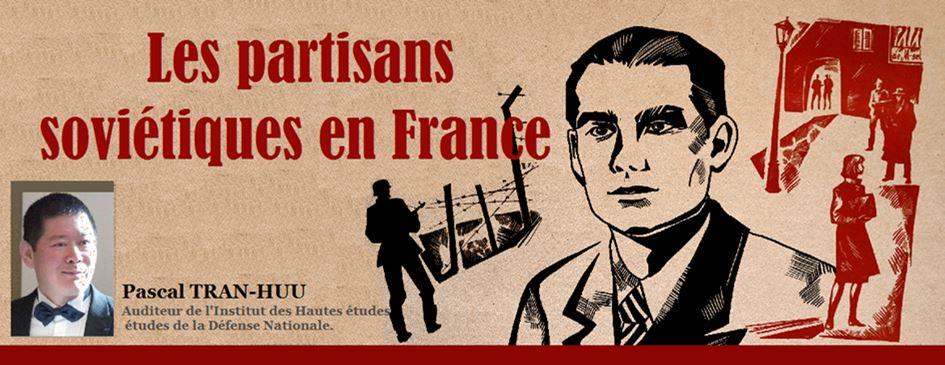 Les partisans
soviétiques en France
Pascal TRAN-HUU
Auditeur de l'Institut des Hautes études
études de la Défense Nationale.